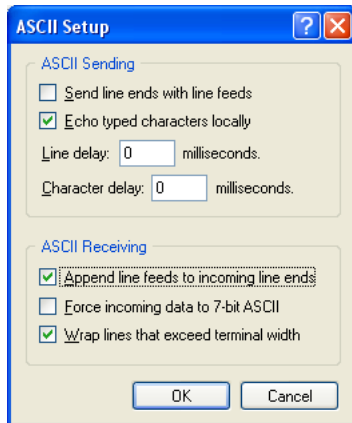 ASCII Setup
ASCII Sending
Send line ends with line feeds
Echo typed characters locally
Line delay: 0 milliseconds.
Character delay: 0 milliseconds.
ASCII Receiving
Append line feeds to incoming line ends
Force incoming data to 7-bit ASCII
Wrap lines that exceed terminal width
OK Cancel